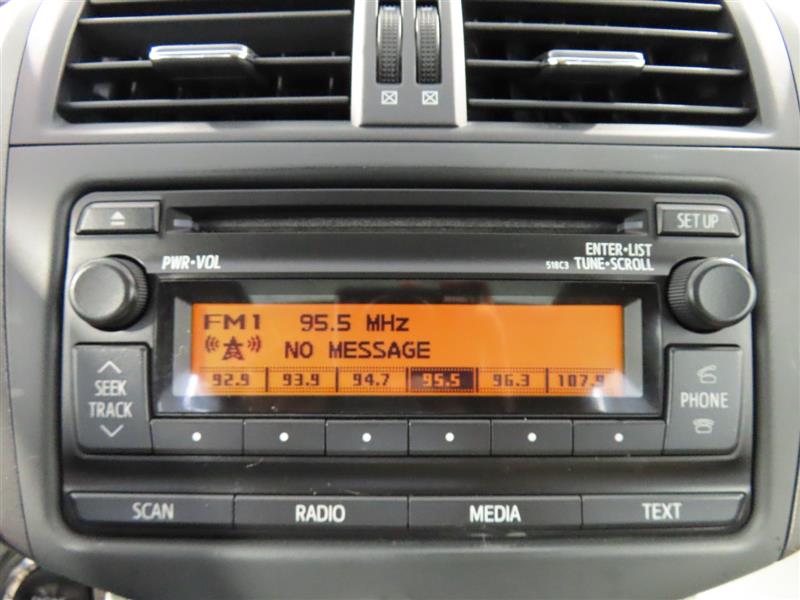 SET UP
PWR•VOL
ENTER•LIST
518C3 TUNE•SCROLL
FM1 95.5 MHz
NO MESSAGE
92.9 93.9 94.7 95.5 96.3 107.9
SEEK
TRACK
PHONE
SCAN RADIO MEDIA TEXT